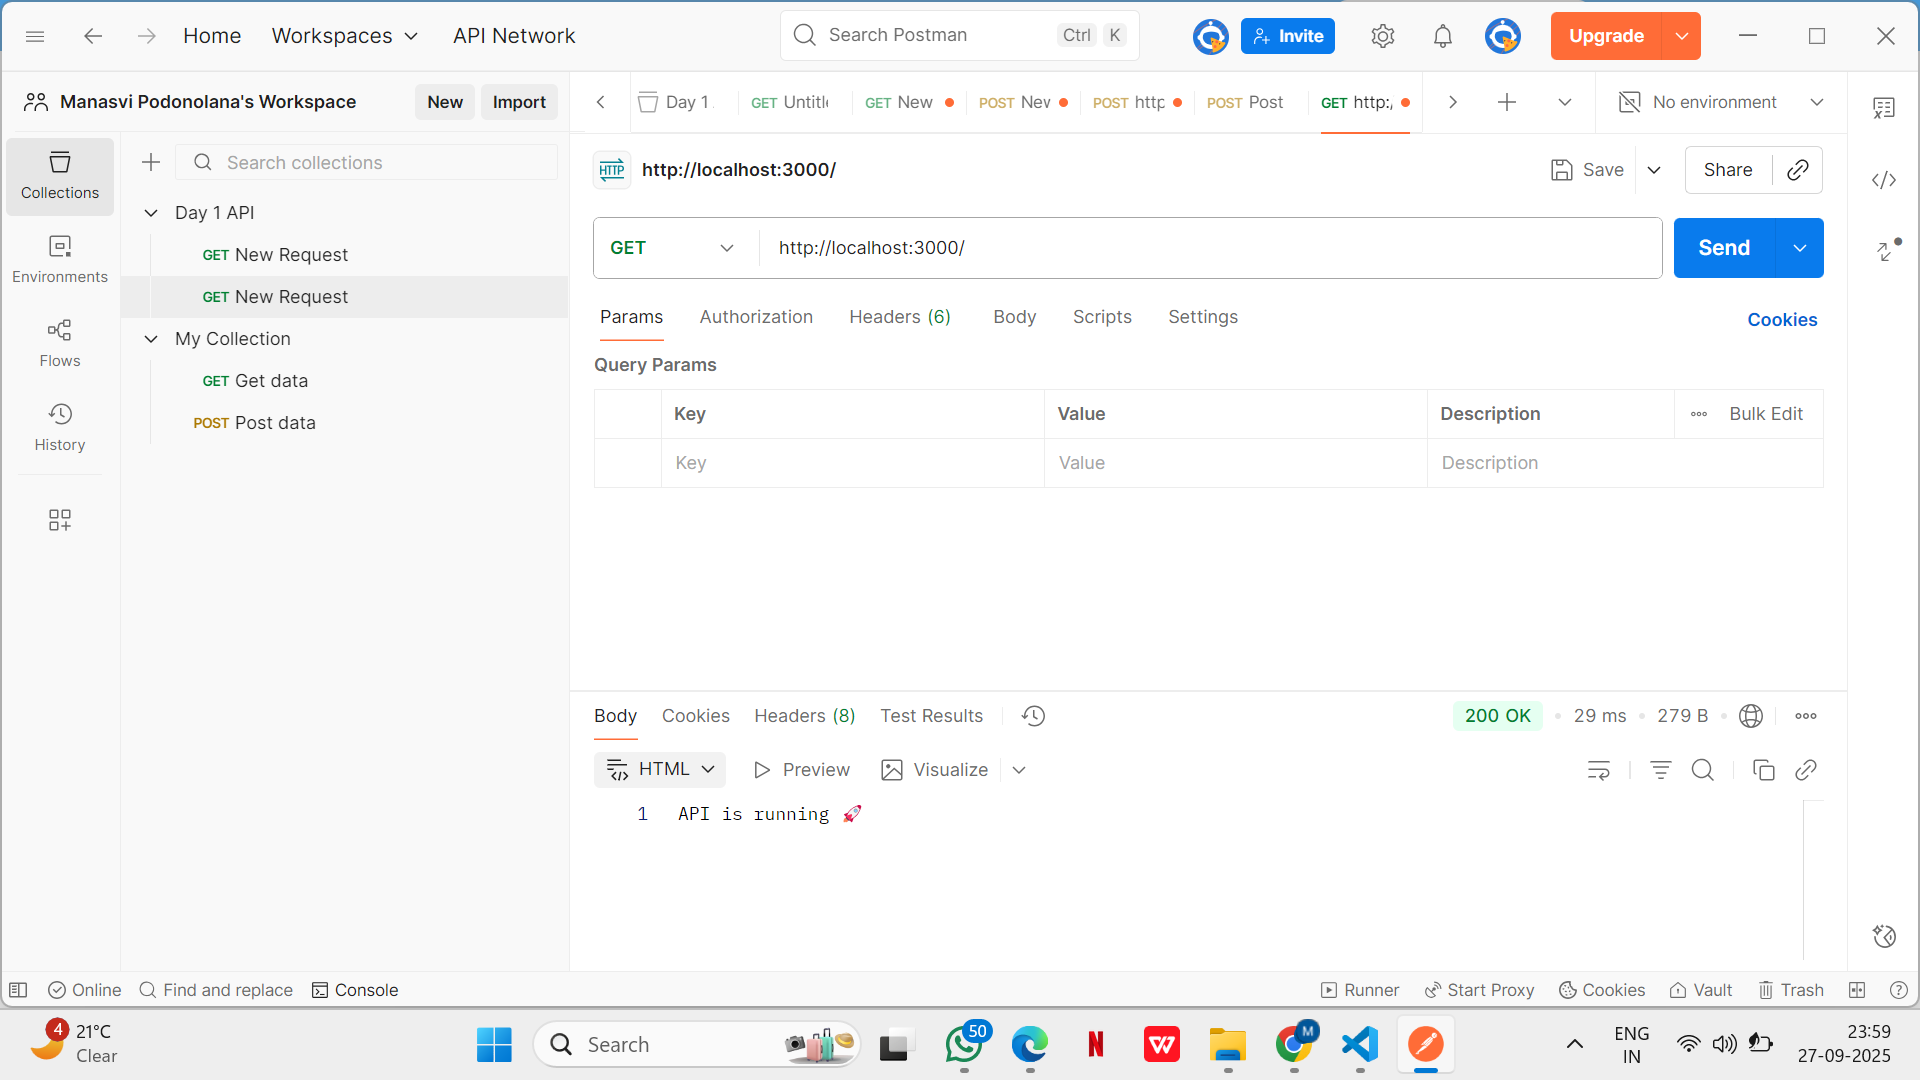 Home Workspaces API Network Search Postman Ctrl K Invite Upgrade
Manasvi Podonolana's Workspace New Import Day 1 GET Untitle GET New POST New POST http POST Post GET http:/ No environment
Search collections
Collections
Environments
Flows
History
Day 1 API
GET New Request
GET New Request
My Collection
GET Get data
POST Post data
HTTP http://localhost:3000/ Save Share
GET http://localhost:3000/ Send
Params Authorization Headers (6) Body Scripts Settings Cookies
Query Params
Key Value Description Bulk Edit
Key Value Description
Body Cookies Headers (8) Test Results 200 OK 29 ms 279 B
HTML Preview Visualize
1 API is running 🚀
Online Find and replace Console Runner Start Proxy Cookies Vault Trash
4 21°C
Clear
Search
50
N
W
M
ENG
IN
23:59
27-09-2025